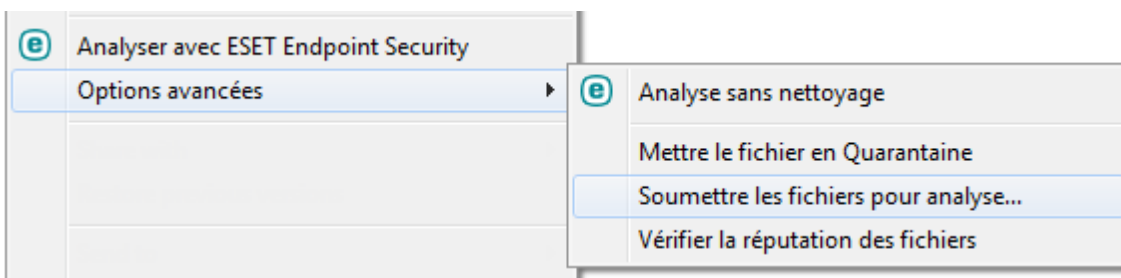 Analyser avec ESET Endpoint Security
Options avancées
Analyse sans nettoyage
Mettre le fichier en Quarantaine
Soumettre les fichiers pour analyse...
Vérifier la réputation des fichiers